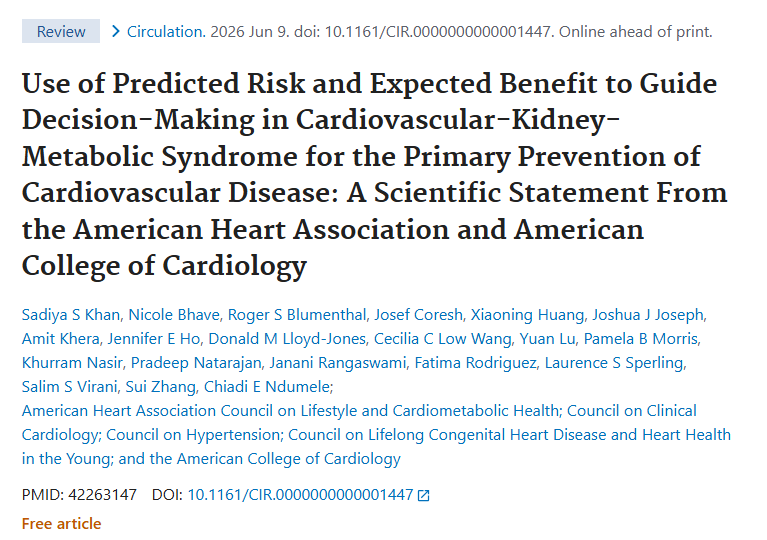 Review
Circulation. 2026 Jun 9. doi: 10.1161/CIR.0000000000001447. Online ahead of print.
Use of Predicted Risk and Expected Benefit to Guide
Decision-Making in Cardiovascular-Kidney-
Metabolic Syndrome for the Primary Prevention of
Cardiovascular Disease: A Scientific Statement From
the American Heart Association and American
College of Cardiology
Sadiya S Khan, Nicole Bhave, Roger S Blumenthal, Josef Coresh, Xiaoning Huang, Joshua J Joseph,
Amit Khera, Jennifer E Ho, Donald M Lloyd-Jones, Cecilia C Low Wang, Yuan Lu, Pamela B Morris,
Khurram Nasir, Pradeep Natarajan, Janani Rangaswami, Fatima Rodriguez, Laurence S Sperling,
Salim S Virani, Sui Zhang, Chiadi E Ndumele;
American Heart Association Council on Lifestyle and Cardiometabolic Health; Council on Clinical
Cardiology; Council on Hypertension; Council on Lifelong Congenital Heart Disease and Heart Health
in the Young; and the American College of Cardiology
PMID: 42263147 DOI: 10.1161/CIR.0000000000001447
Free article